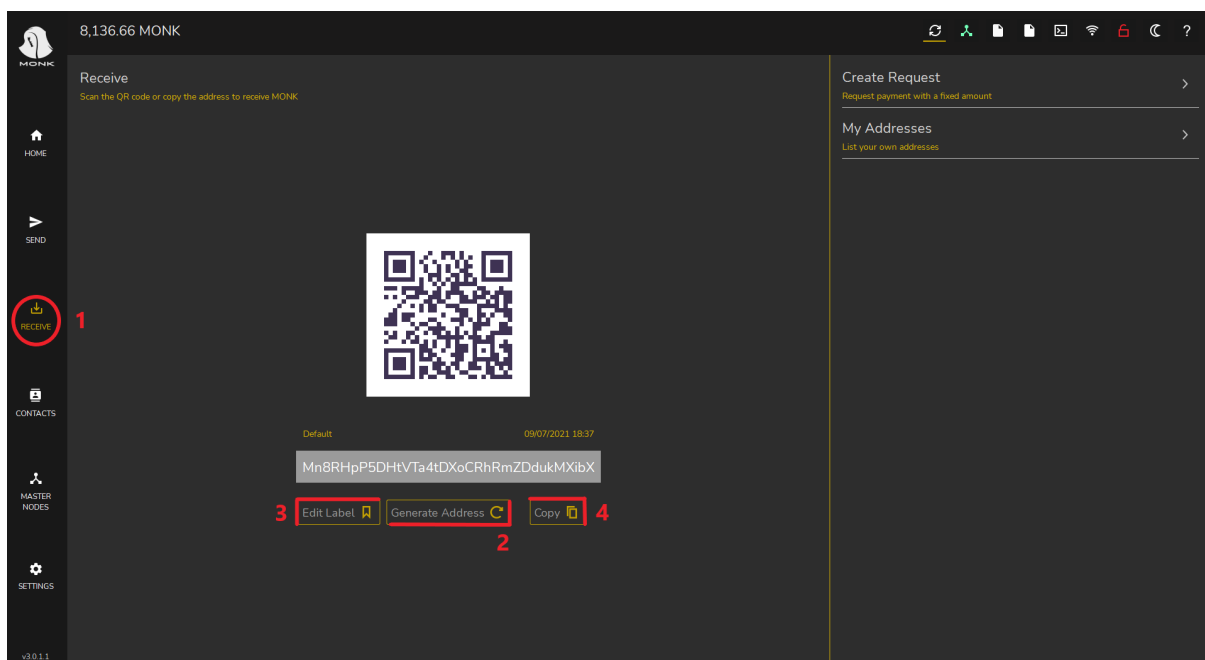 MONK
8,136.66 MONK
?
Receive
Scan the QR code or copy the address to receive MONK
HOME
SEND
RECEIVE
1
CONTACTS
MASTER
NODES
SETTINGS
v3.0.1.1
Default
09/07/2021 18:37
Mn8RHpP5DHtVTa4tDXoCRhRmZDdukMXibX
3
Edit Label
Generate Address
Copy
4
2
Create Request
Request payment with a fixed amount
My Addresses
List your own addresses